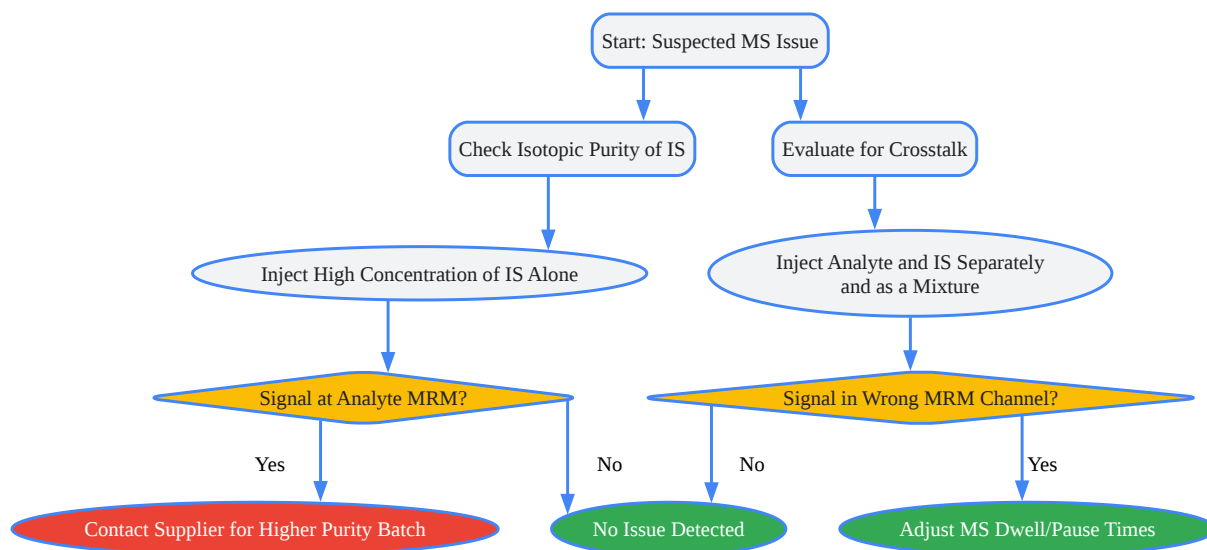 Start: Suspected MS Issue
Check Isotopic Purity of IS
Evaluate for Crosstalk
Inject High Concentration of IS Alone
Inject Analyte and IS Separately
and as a Mixture
Signal at Analyte MRM?
Signal in Wrong MRM Channel?
Yes
No
No
Yes
Contact Supplier for Higher Purity Batch
No Issue Detected
Adjust MS Dwell/Pause Times